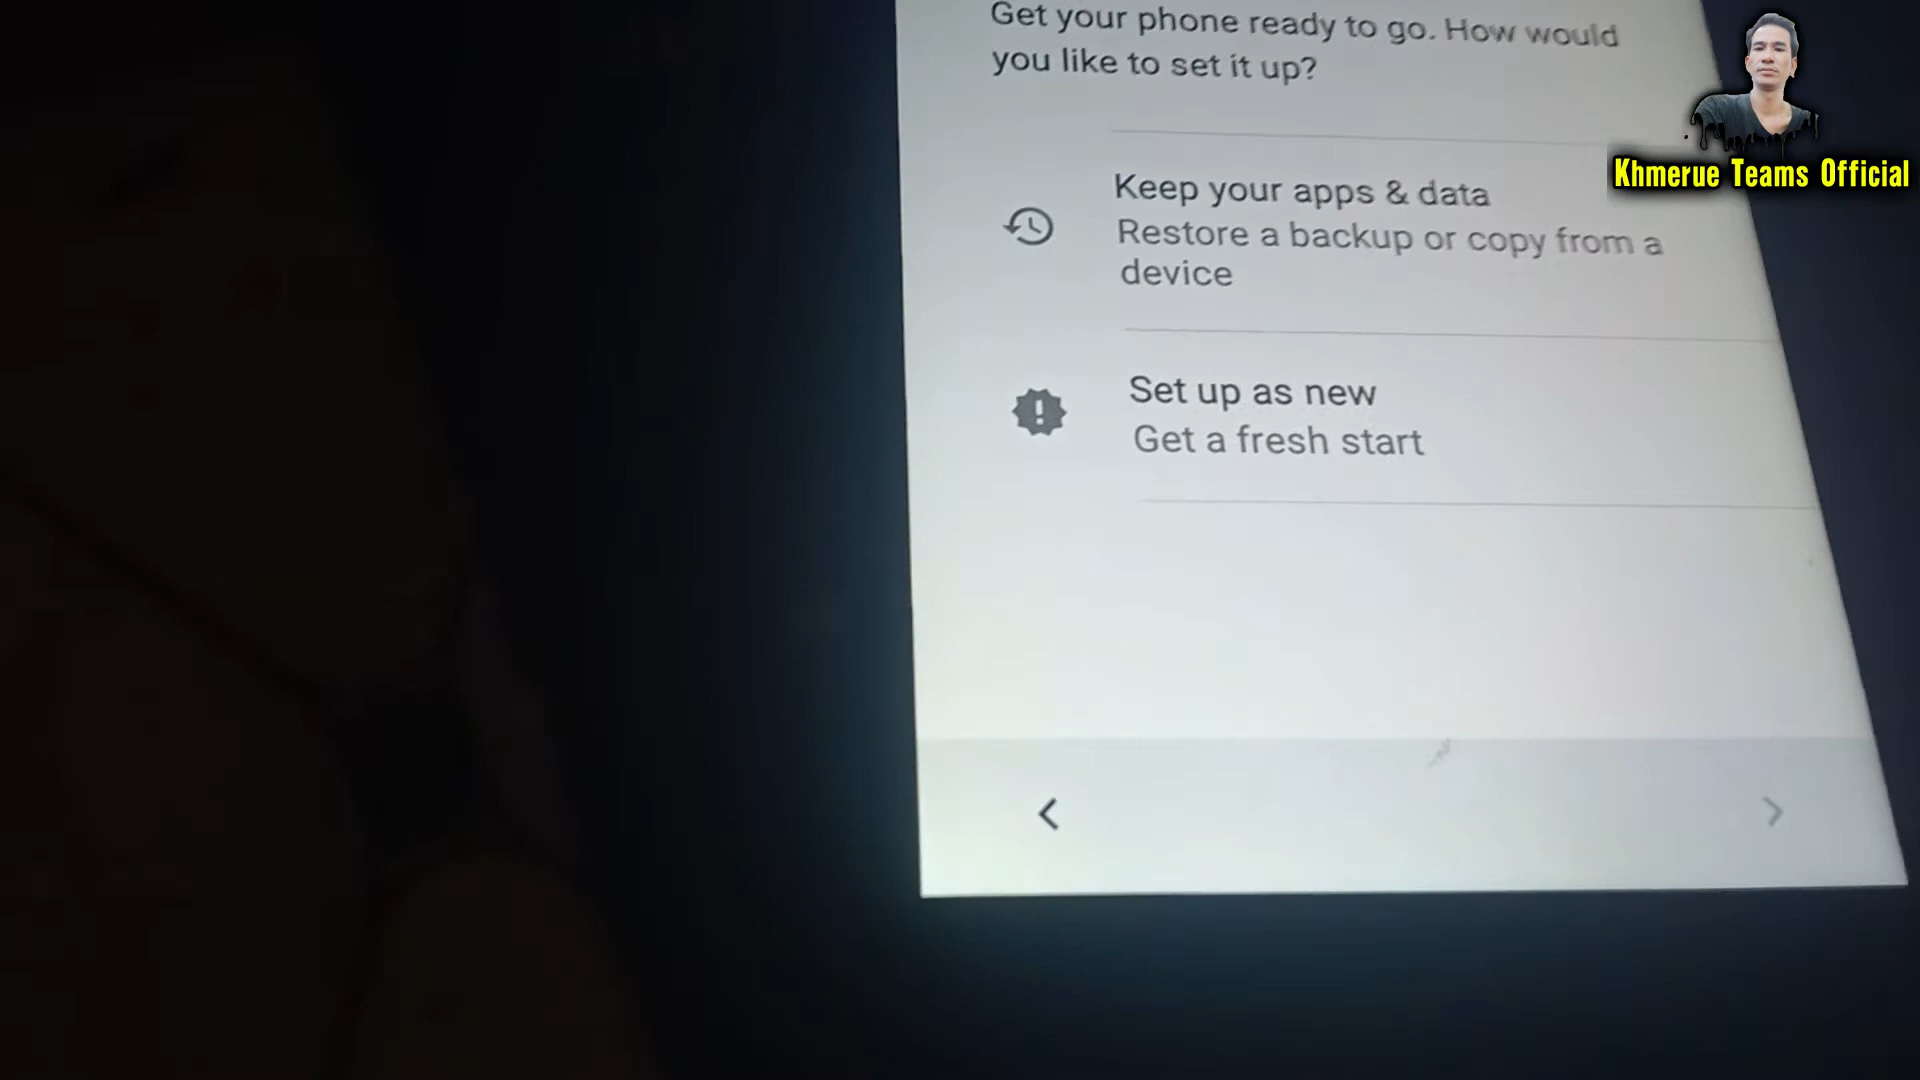 Get your phone ready to go. How would
you like to set it up?
Khmerue Teams Official
Keep your apps & data
Restore a backup or copy from a
device
Set up as new
Get a fresh start